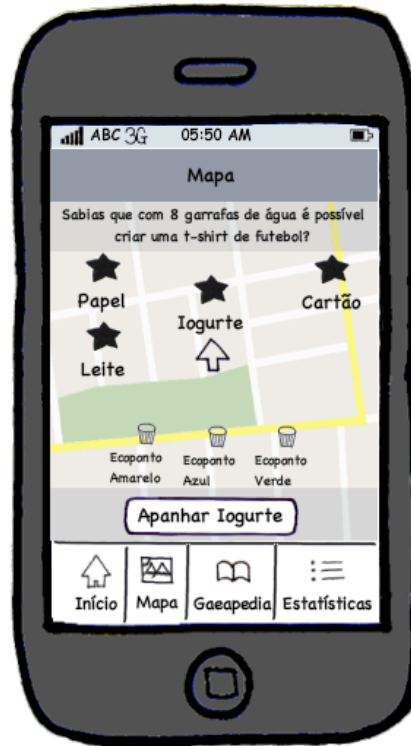 ABC 3G 05:50 AM
Mapa
Sabias que com 8 garrafas de água é possível
criar uma t-shirt de futebol?
Papel
Iogurte
Cartão
Leite
Ecoponto
Amarelo
Ecoponto
Azul
Ecoponto
Verde
Apanhar Iogurte
Início Mapa Gaeapedia Estatísticas